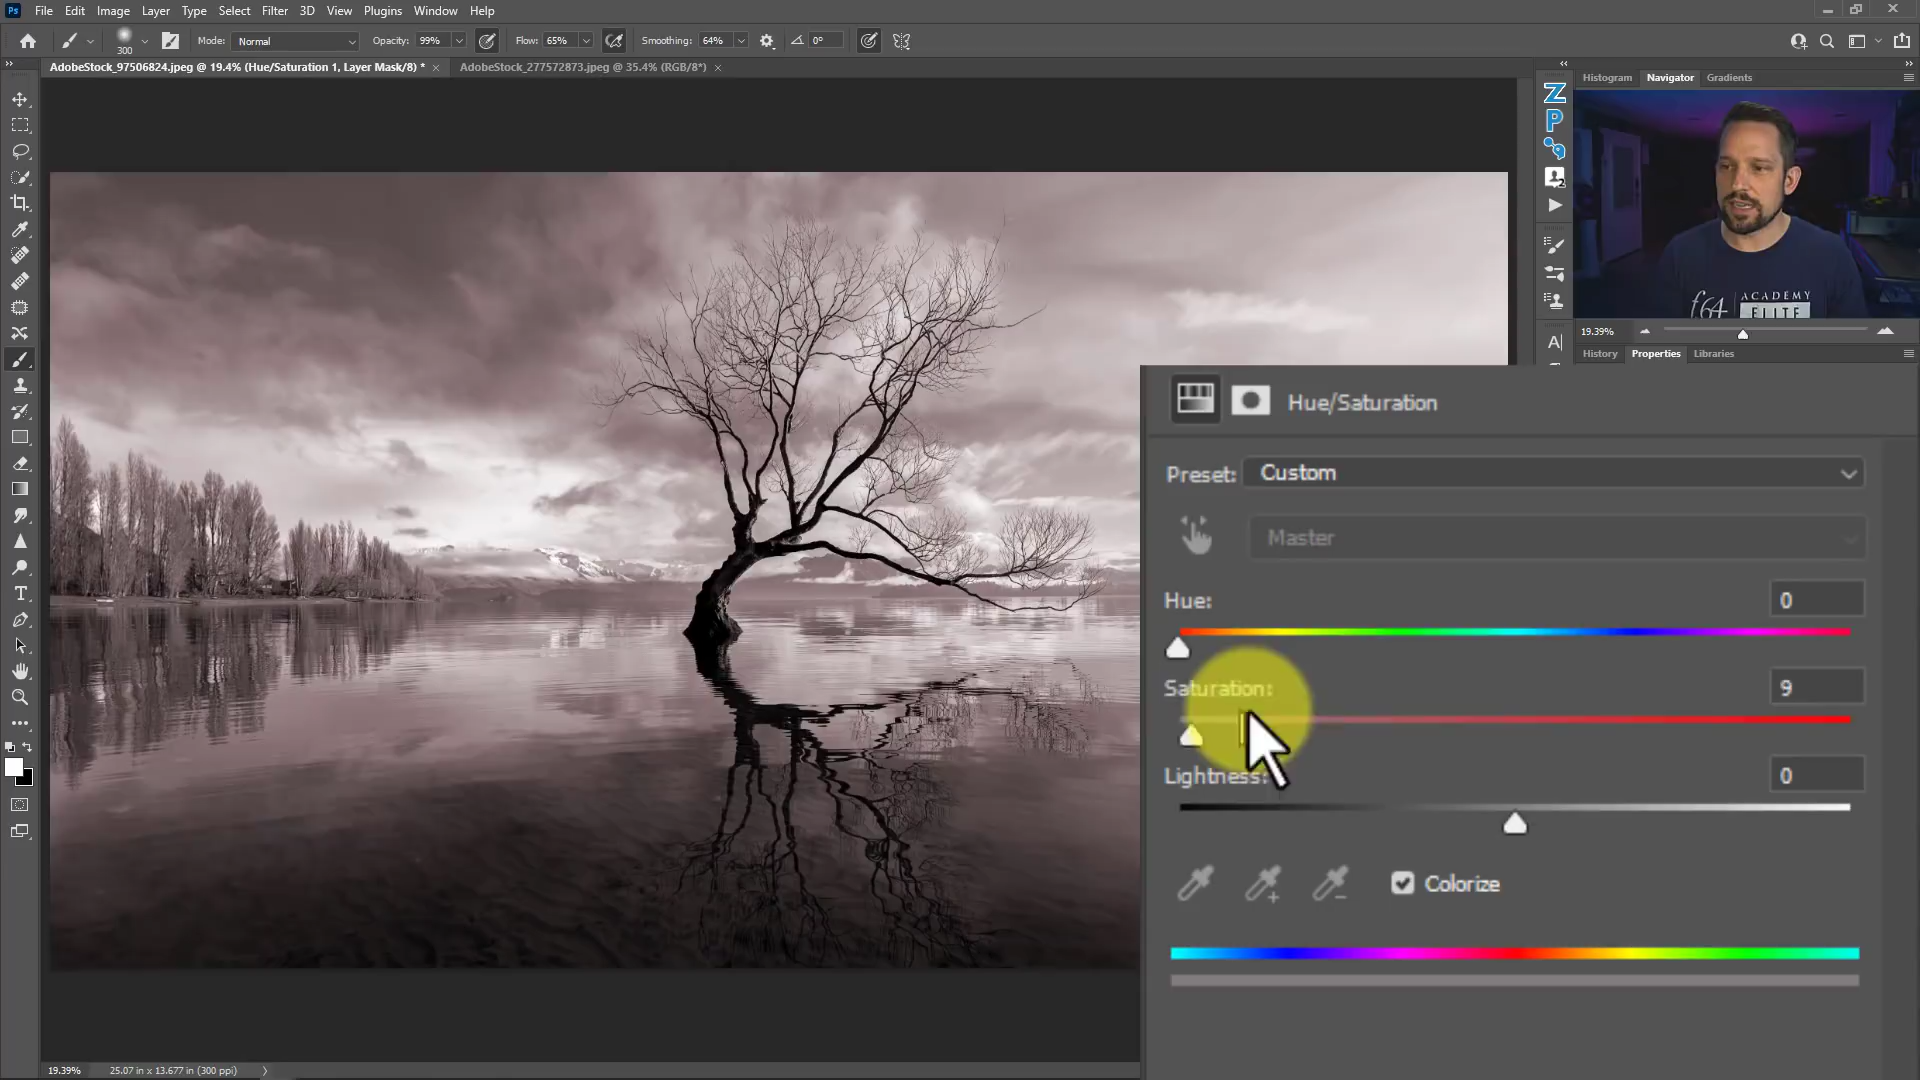 Ps File Edit Image Layer Type Select Filter 3D View Plugins Window Help
300 Mode: Normal Opacity: 99% Flow: 65% Smoothing: 64% 0°
AdobeStock_97506824.jpeg @ 19.4% (Hue/Saturation 1, Layer Mask/8) * × AdobeStock_277572873.jpeg @ 35.4% (RGB/8*) ×
Histogram Navigator Gradients
Z
P
f64 ACADEMY
ELITE
19.39%
History Properties Libraries
Hue/Saturation
Preset: Custom
Master
Hue: 0
Saturation: 9
Lightness: 0
Colorize
19.39% 25.07 in x 13.677 in (300 ppi)